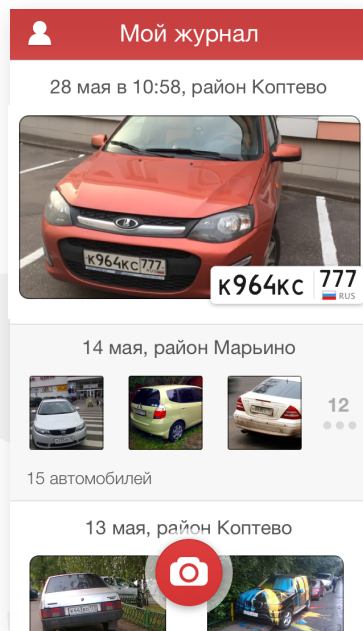 Мой журнал
28 мая в 10:58, район Коптево
К964КС 777
К964КС 777
RUS
14 мая, район Марьино
12
15 автомобилей
13 мая, район Коптево